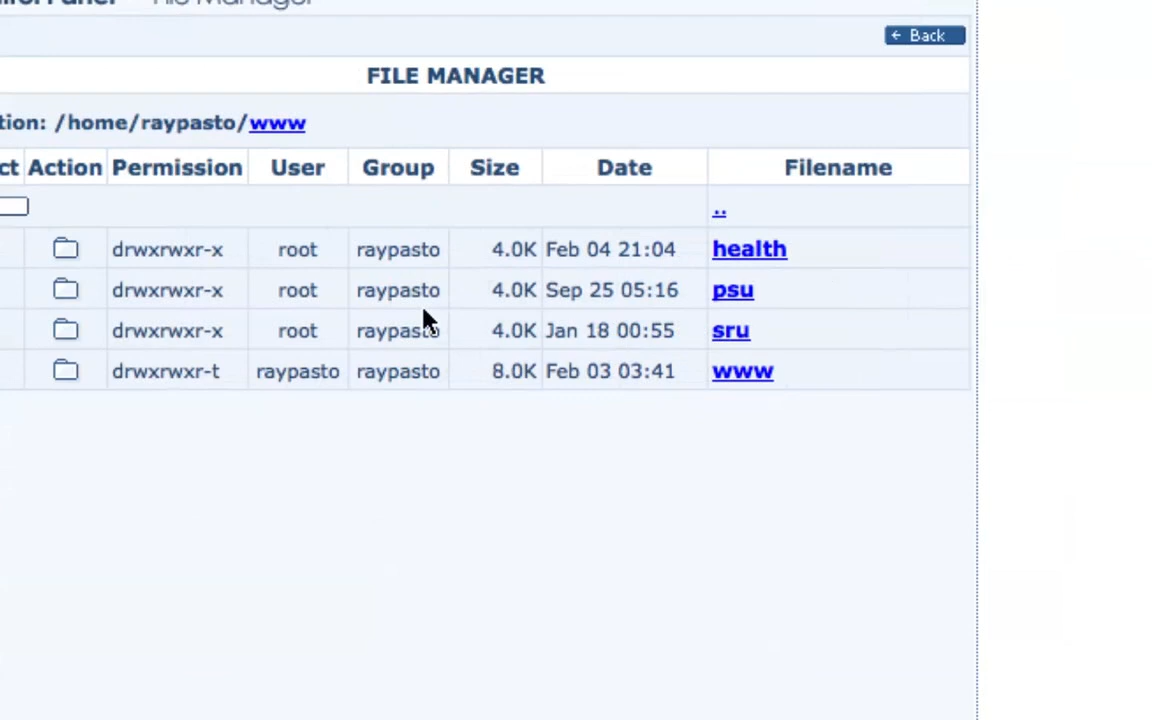 File Manager
← Back
FILE MANAGER
tion: /home/raypasto/www
ct Action Permission User Group Size Date Filename
..
drwxrwxr-x root raypasto 4.0K Feb 04 21:04 health
drwxrwxr-x root raypasto 4.0K Sep 25 05:16 psu
drwxrwxr-x root raypasto 4.0K Jan 18 00:55 sru
drwxrwxr-t raypasto raypasto 8.0K Feb 03 03:41 www